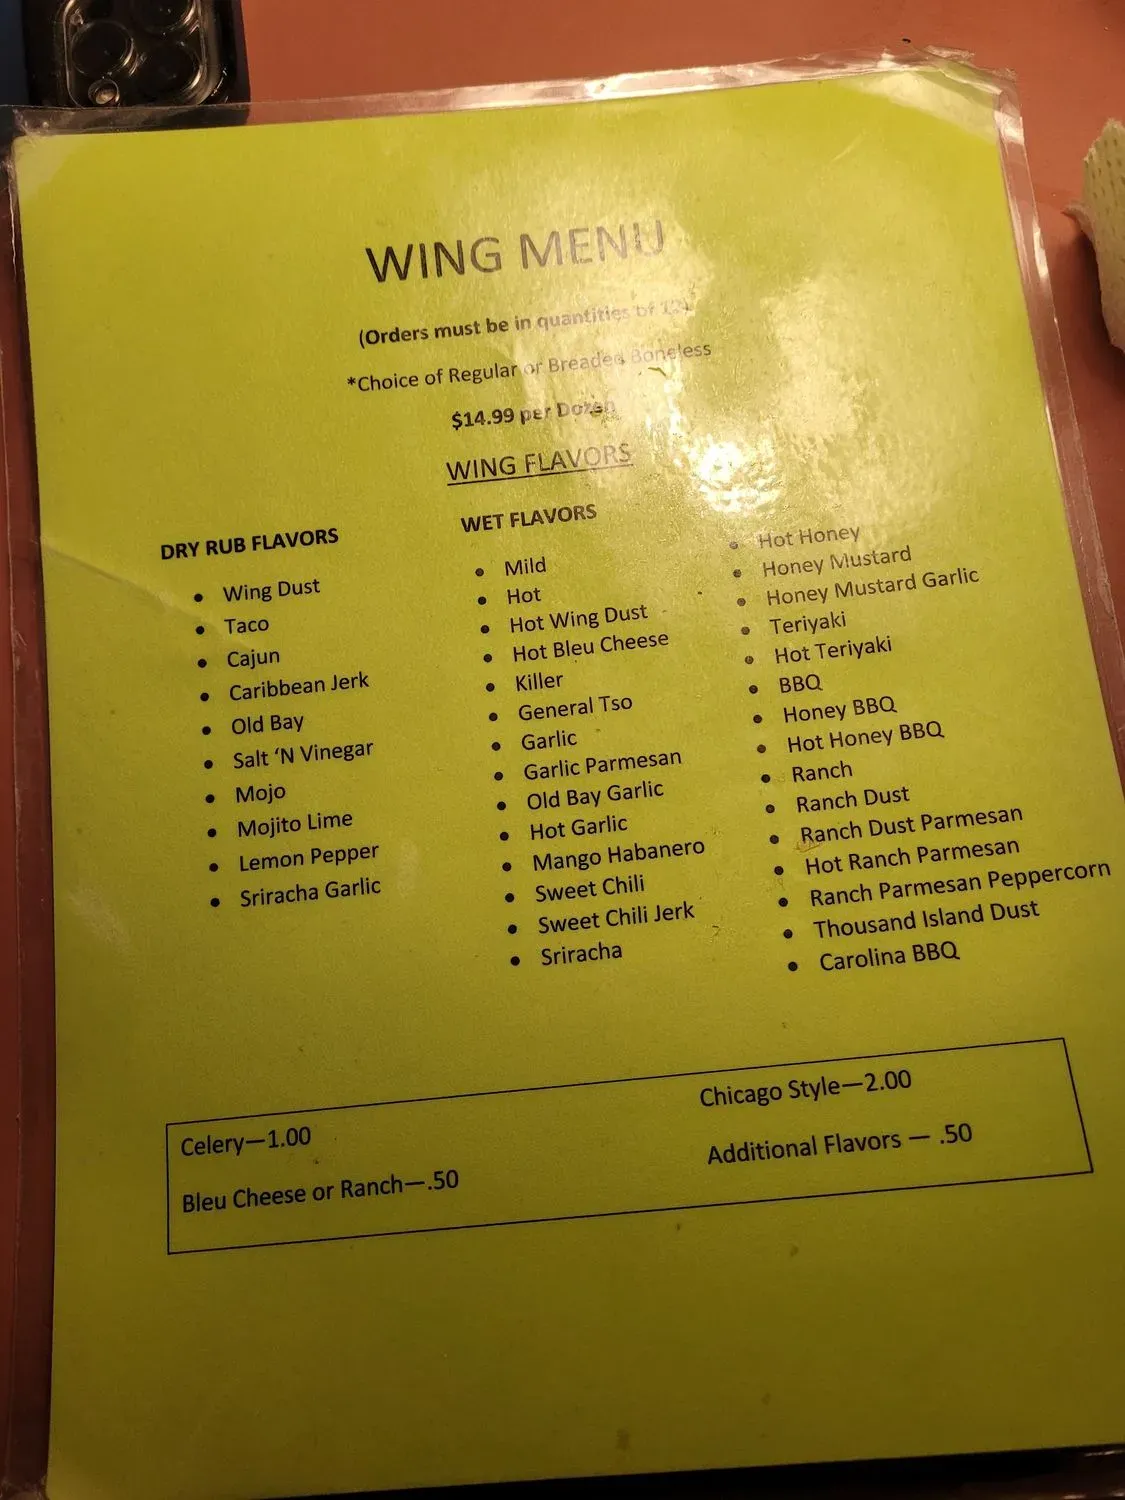 WING MENU
(Orders must be in quantities of 12)
*Choice of Regular or Breaded Boneless
$14.99 per Dozen
WING FLAVORS
DRY RUB FLAVORS
Wing Dust
Taco
Cajun
Caribbean Jerk
Old Bay
Salt ‘N Vinegar
Mojo
Mojito Lime
Lemon Pepper
Sriracha Garlic
WET FLAVORS
Mild
Hot
Hot Wing Dust
Hot Bleu Cheese
Killer
General Tso
Garlic
Garlic Parmesan
Old Bay Garlic
Hot Garlic
Mango Habanero
Sweet Chili
Sweet Chili Jerk
Sriracha
Hot Honey
Honey Mustard
Honey Mustard Garlic
Teriyaki
Hot Teriyaki
BBQ
Honey BBQ
Hot Honey BBQ
Ranch
Ranch Dust
Ranch Dust Parmesan
Hot Ranch Parmesan
Ranch Parmesan Peppercorn
Thousand Island Dust
Carolina BBQ
Celery—1.00
Bleu Cheese or Ranch—.50
Chicago Style—2.00
Additional Flavors — .50